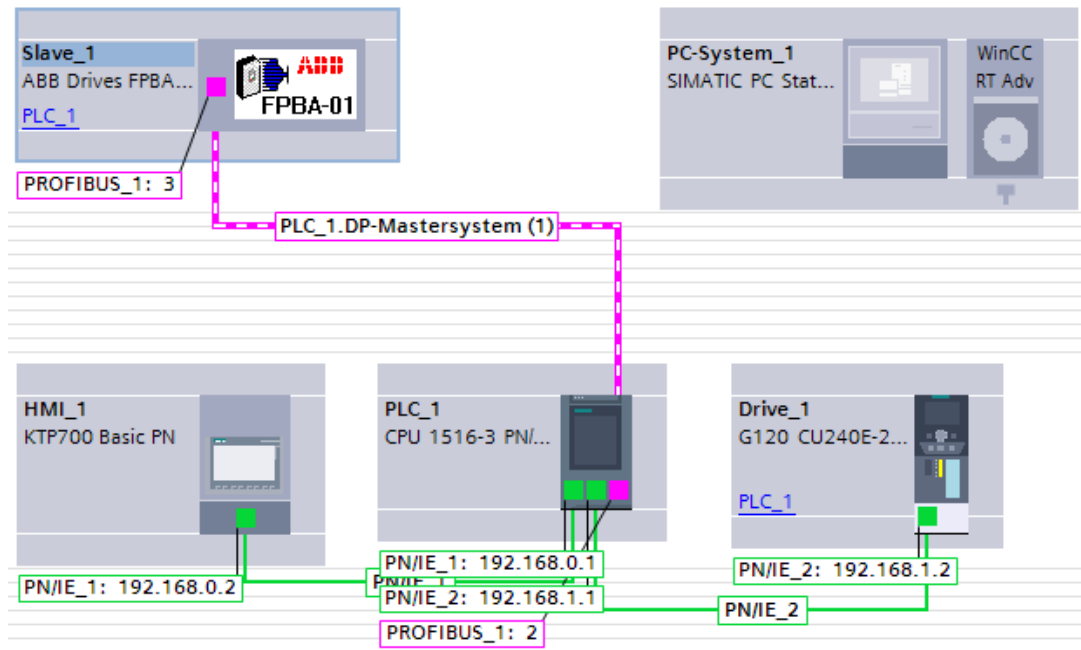 Slave_1
ABB Drives FPBA...
PLC_1
ABB
FPBA-01
PROFIBUS_1: 3
PC-System_1
SIMATIC PC Stat...
WinCC
RT Adv
PLC_1.DP-Mastersystem (1)
HMI_1
KTP700 Basic PN
PLC_1
CPU 1516-3 PN/...
Drive_1
G120 CU240E-2...
PLC_1
PN/IE_1: 192.168.0.2
PN/IE_1
PN/IE_1: 192.168.0.1
PN/IE_2: 192.168.1.1
PROFIBUS_1: 2
PN/IE_2: 192.168.1.2
PN/IE_2